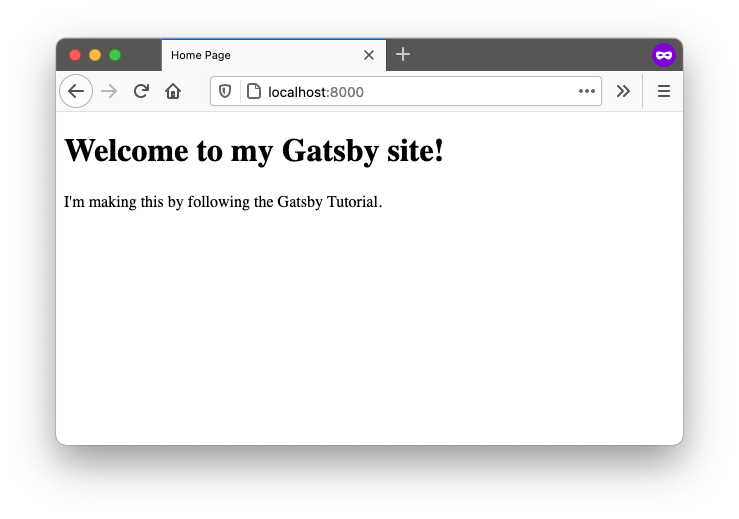 Home Page
localhost:8000
Welcome to my Gatsby site!
I'm making this by following the Gatsby Tutorial.